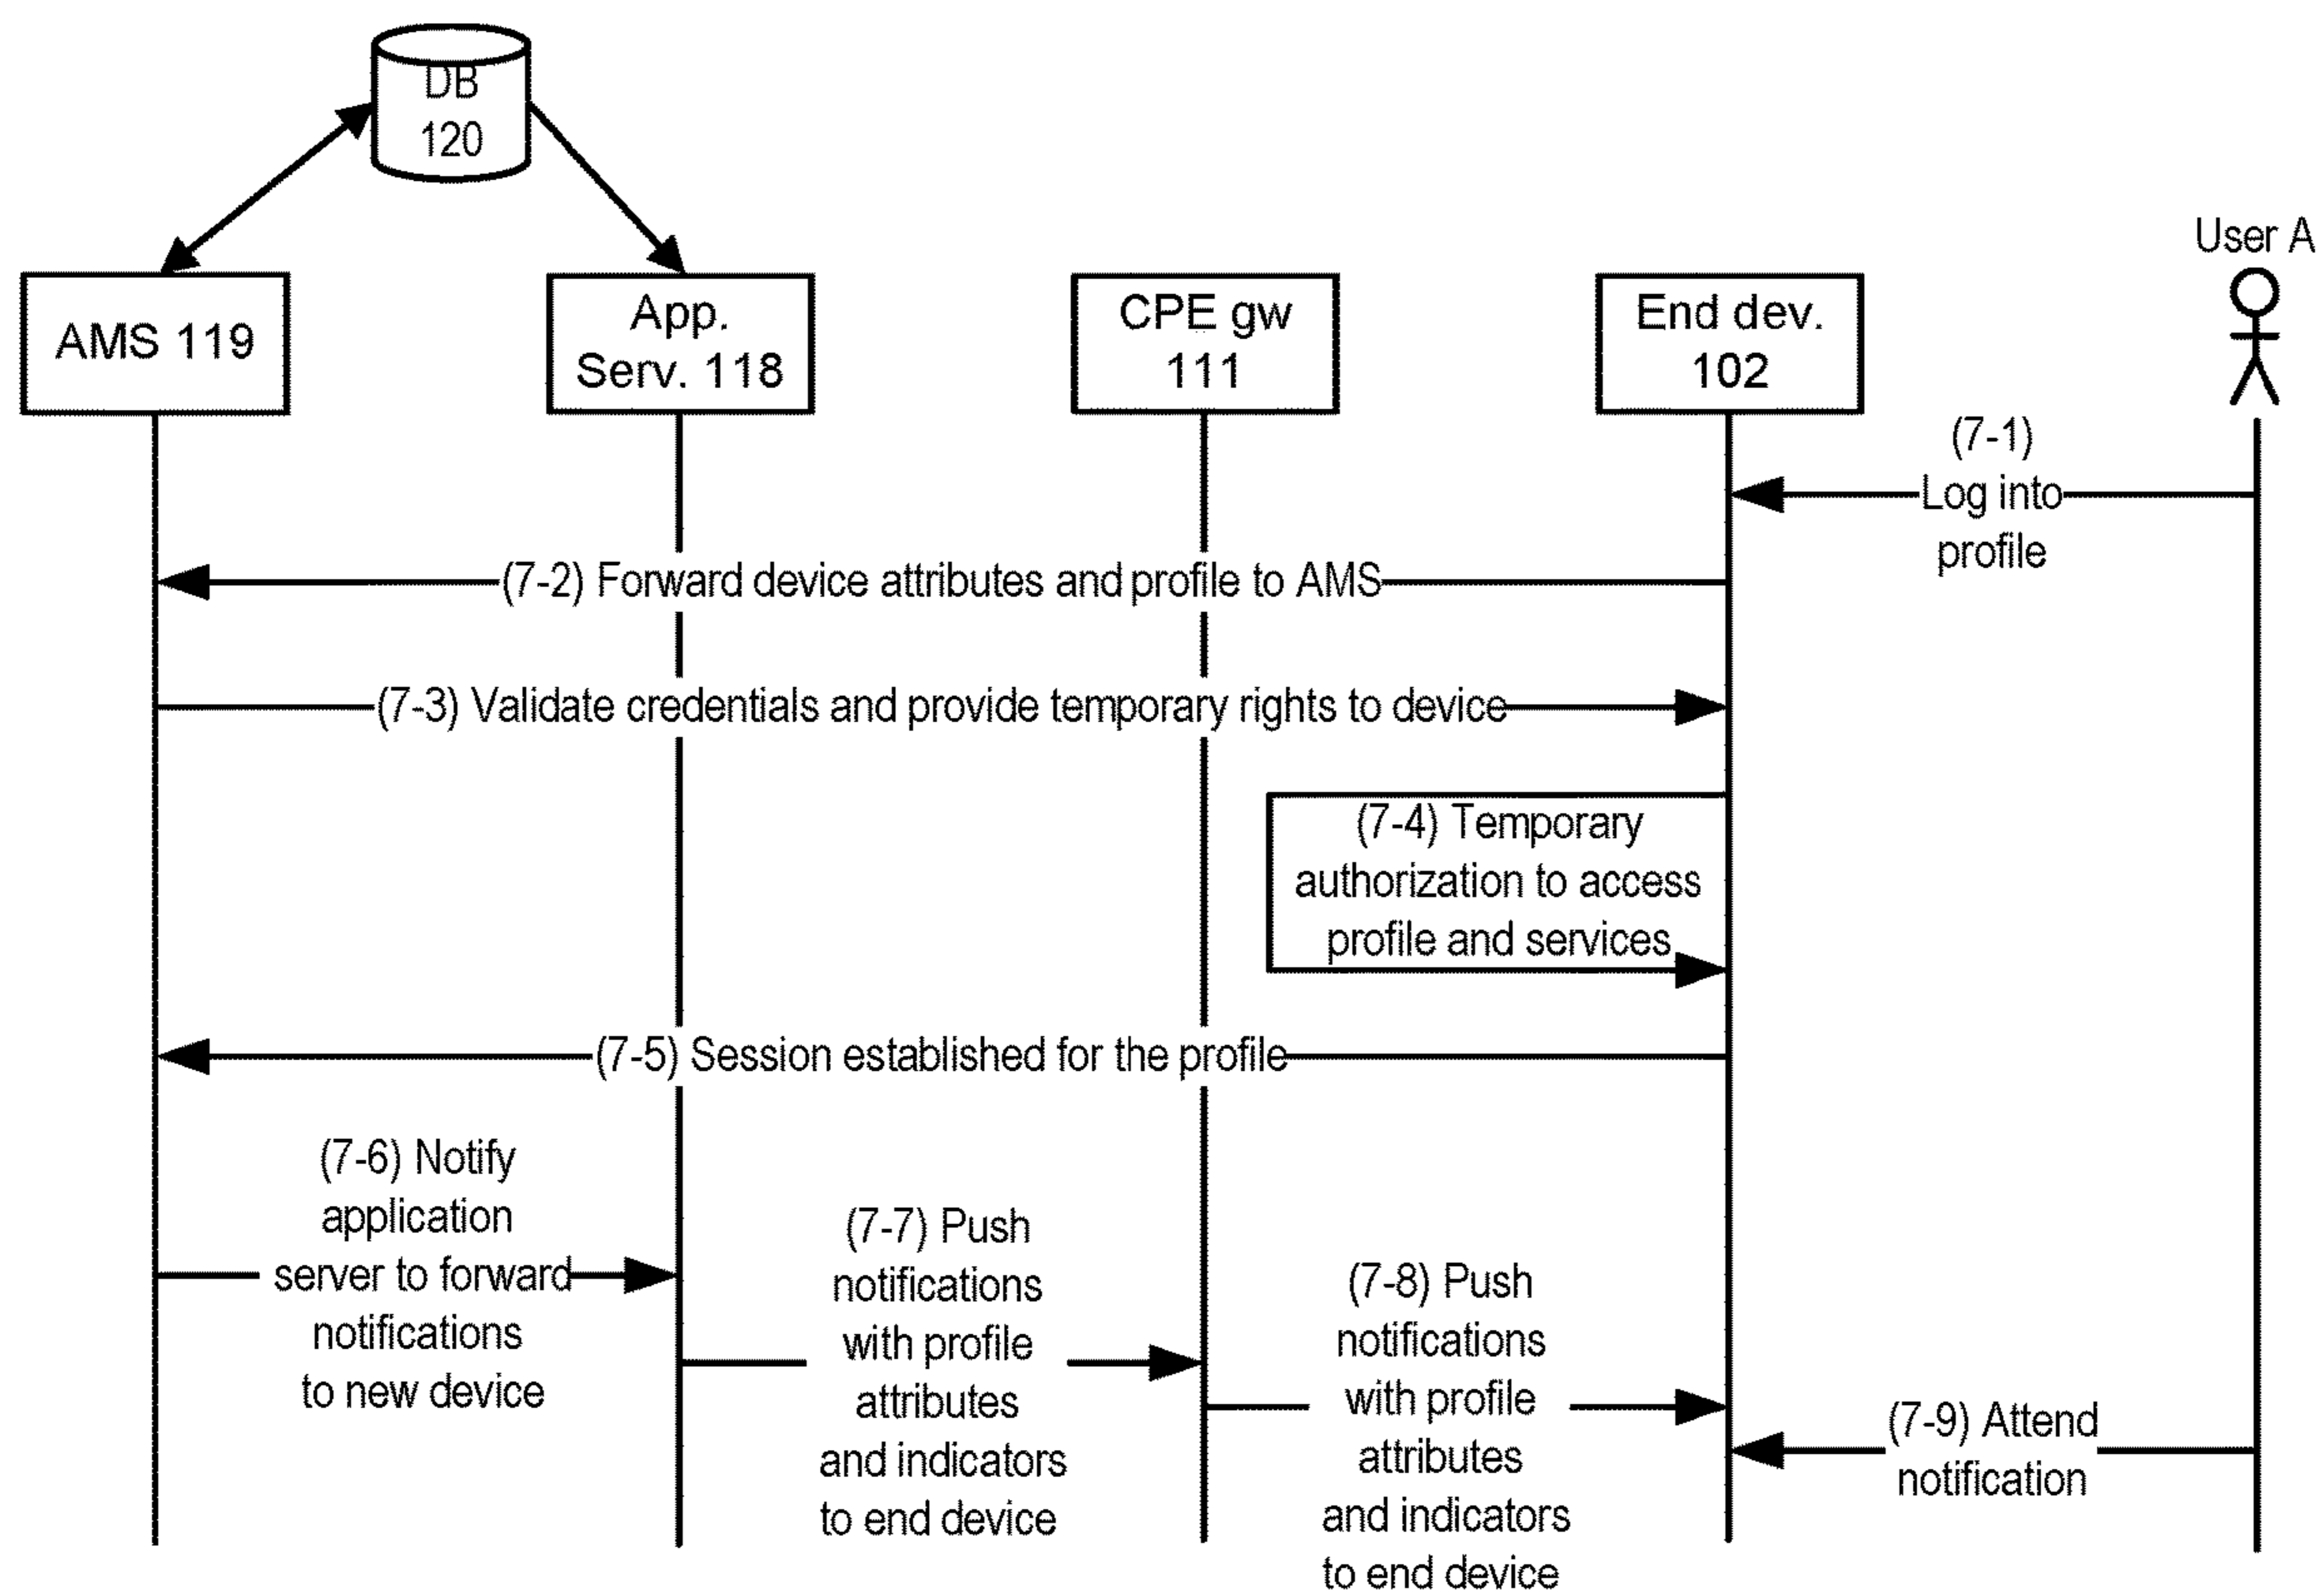 DB
120
User A
AMS 119
App.
Serv. 118
CPE gw
111
End dev.
102
(7-1)
Log into
profile
(7-2) Forward device attributes and profile to AMS
(7-3) Validate credentials and provide temporary rights to device
(7-4) Temporary
authorization to access
profile and services
(7-5) Session established for the profile
(7-6) Notify
application
server to forward
notifications
to new device
(7-7) Push
notifications
with profile
attributes
and indicators
to end device
(7-8) Push
notifications
with profile
attributes
and indicators
to end device
(7-9) Attend
notification